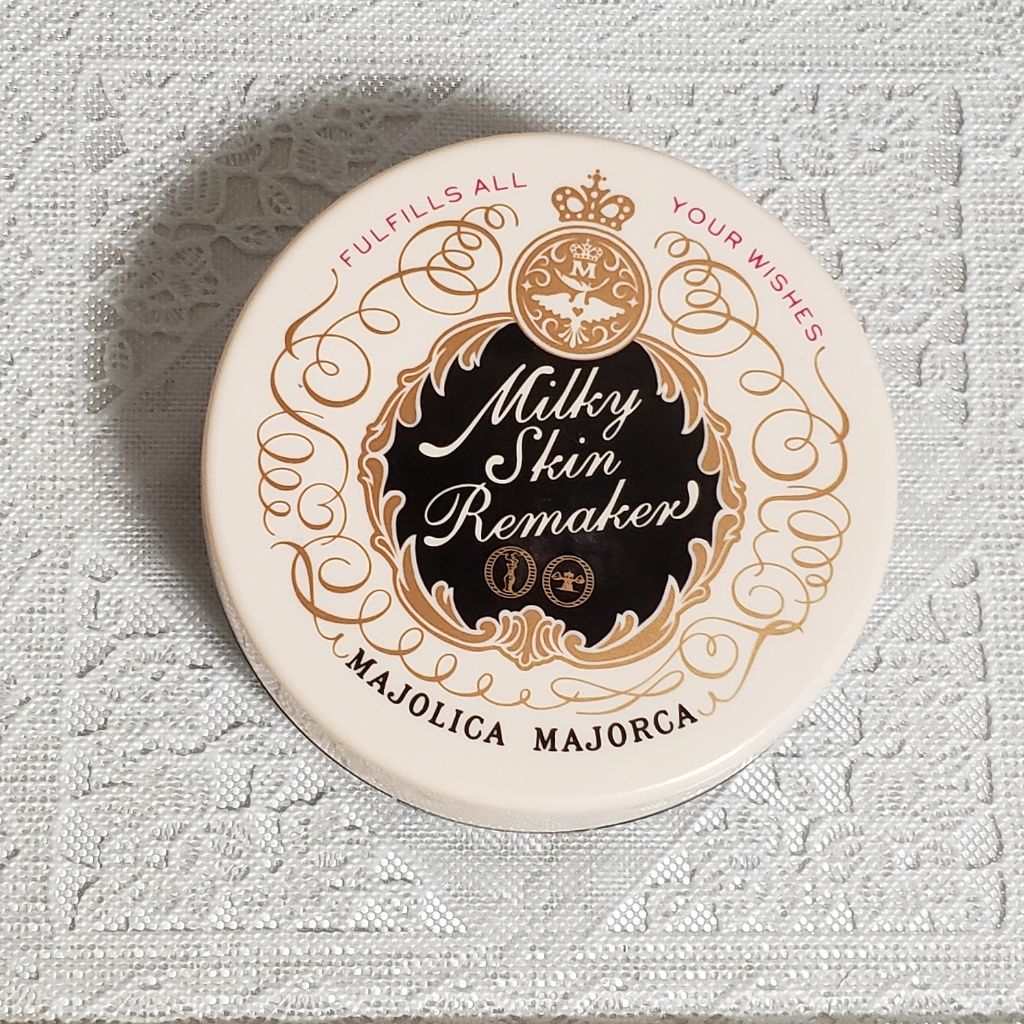 FULFILLS ALL YOUR WISHES
M
Milky
Skin
Remaker
MAJOLICA MAJORCA